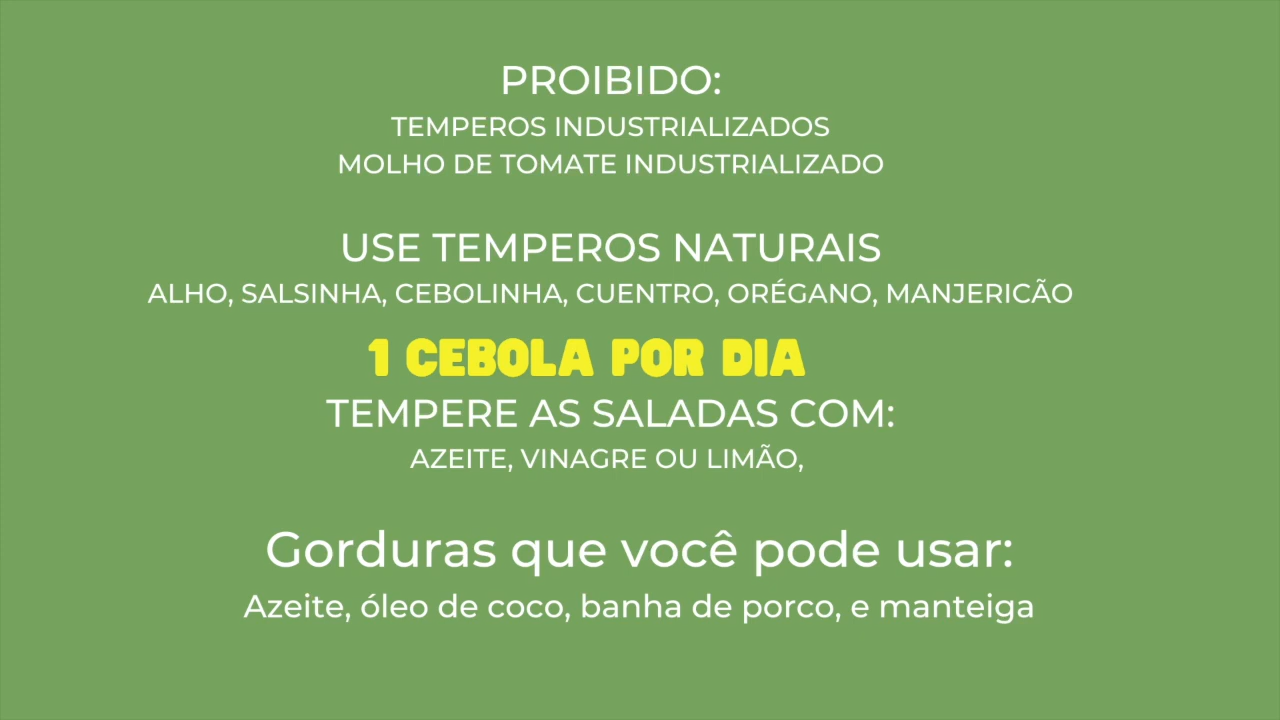 PROIBIDO:
TEMPEROS INDUSTRIALIZADOS
MOLHO DE TOMATE INDUSTRIALIZADO
USE TEMPEROS NATURAIS
ALHO, SALSINHA, CEBOLINHA, CUENTRO, ORÉGANO, MANJERICÃO
1 CEBOLA POR DIA
TEMPERE AS SALADAS COM:
AZEITE, VINAGRE OU LIMÃO,
Gorduras que você pode usar:
Azeite, óleo de coco, banha de porco, e manteiga